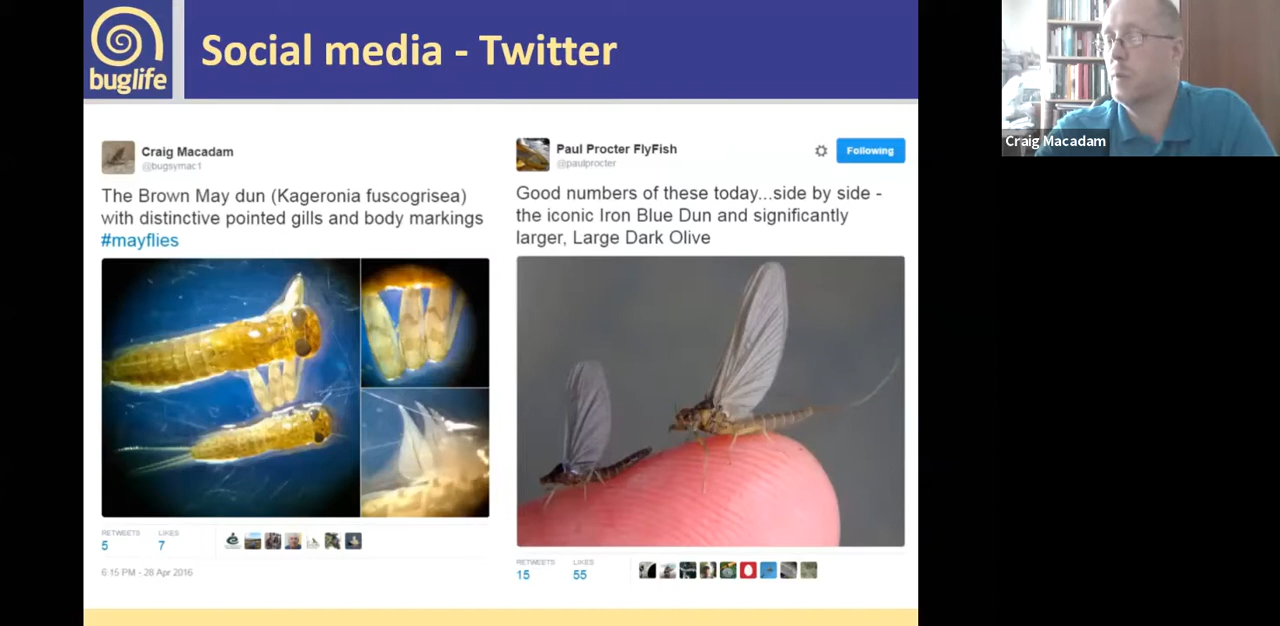 buglife
Social media - Twitter
Craig Macadam
@bugsymac1
The Brown May dun (Kageronia fuscogrisea)
with distinctive pointed gills and body markings
#mayflies
RETWEETS LIKES
5 7
6:15 PM - 28 Apr 2016
Paul Procter FlyFish
@paulprocter
Following
Good numbers of these today...side by side -
the iconic Iron Blue Dun and significantly
larger, Large Dark Olive
RETWEETS LIKES
15 55
Craig Macadam